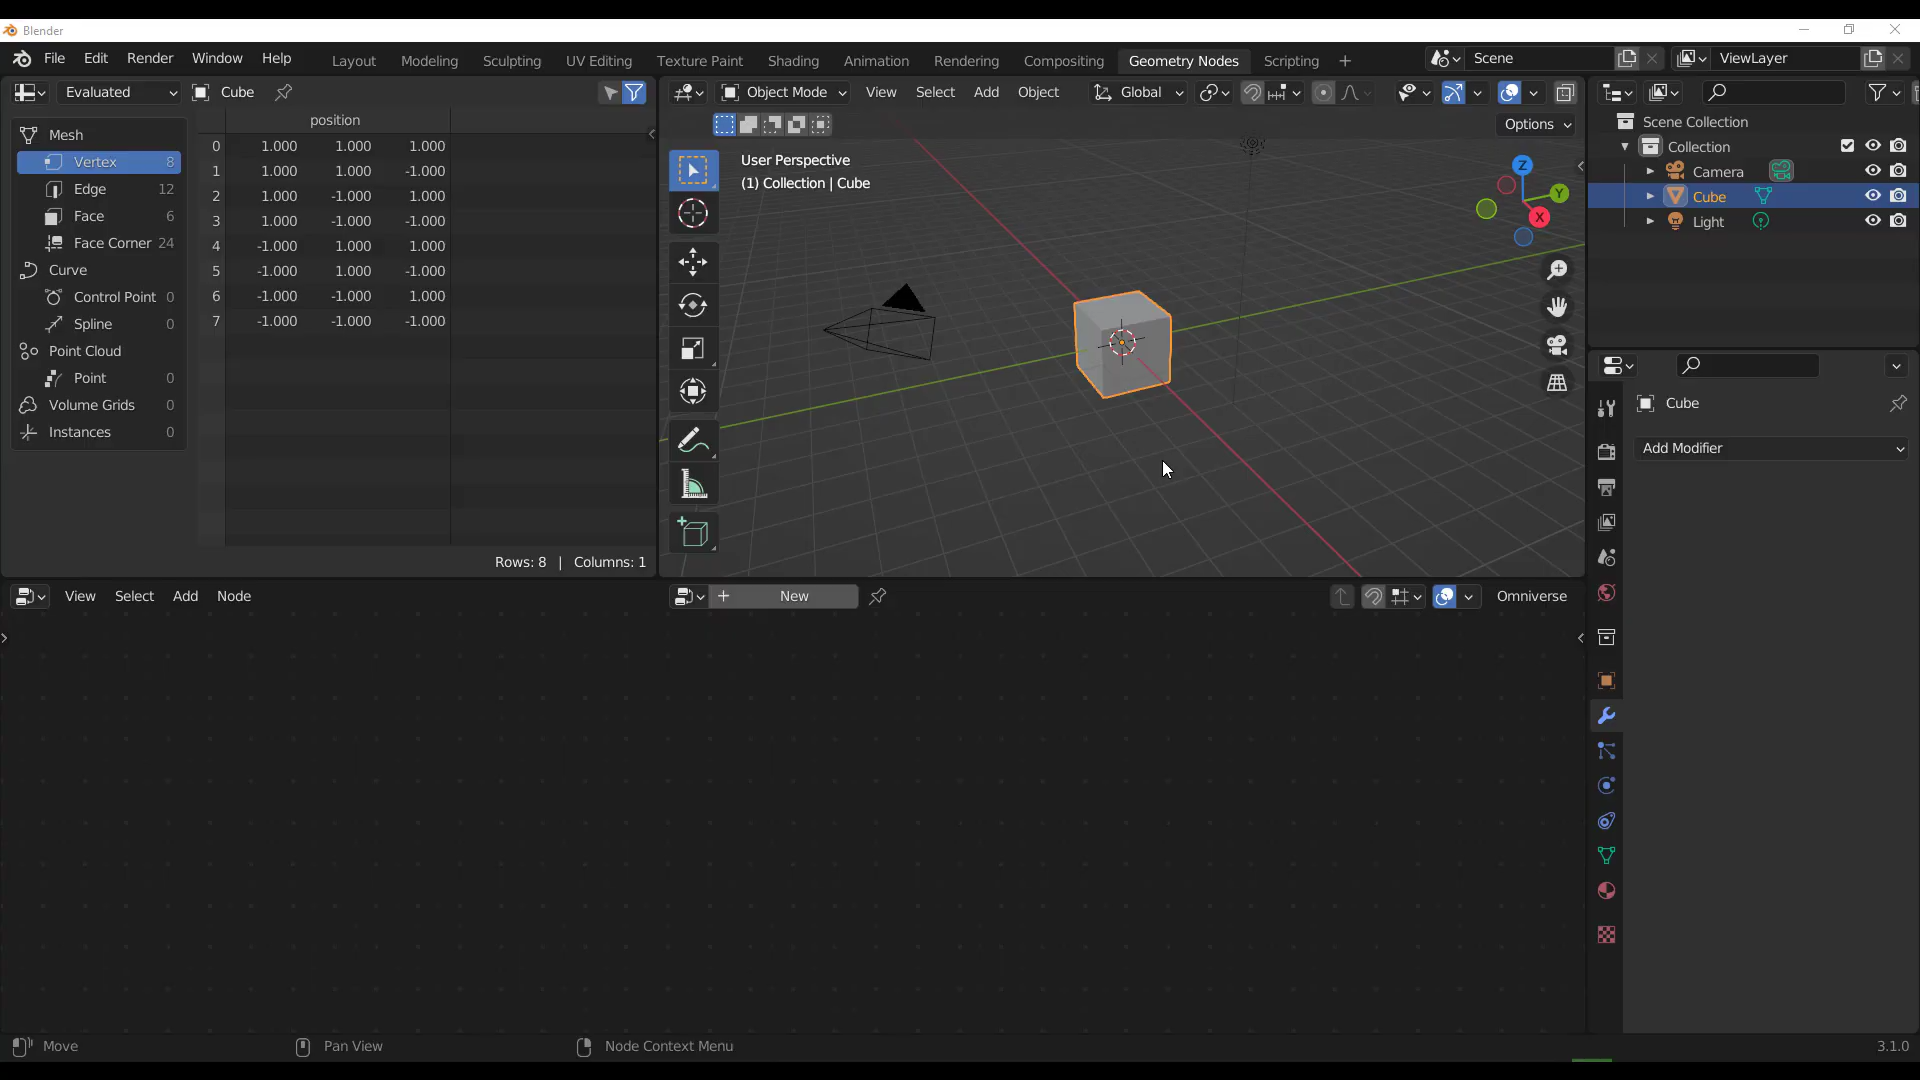 Blender
File Edit Render Window Help Layout Modeling Sculpting UV Editing Texture Paint Shading Animation Rendering Compositing Geometry Nodes Scripting + Scene ViewLayer
Evaluated Cube
position
Mesh
Vertex 8
Edge 12
Face 6
Face Corner 24
Curve
Control Point 0
Spline 0
Point Cloud
Point 0
Volume Grids 0
Instances 0
0 1.000 1.000 1.000
1 1.000 1.000 -1.000
2 1.000 -1.000 1.000
3 1.000 -1.000 -1.000
4 -1.000 1.000 1.000
5 -1.000 1.000 -1.000
6 -1.000 -1.000 1.000
7 -1.000 -1.000 -1.000
Rows: 8 | Columns: 1
Object Mode View Select Add Object Global
Options
User Perspective
(1) Collection | Cube
Z
Y
X
Scene Collection
Collection
Camera
Cube
Light
Cube
Add Modifier
View Select Add Node
+ New
Omniverse
Move Pan View Node Context Menu 3.1.0